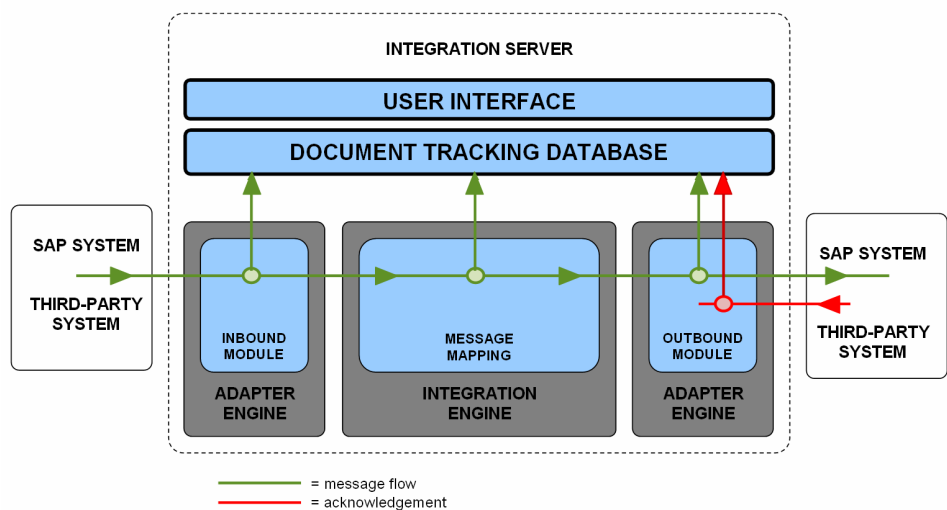 INTEGRATION SERVER
USER INTERFACE
DOCUMENT TRACKING DATABASE
SAP SYSTEM
THIRD-PARTY
SYSTEM
INBOUND
MODULE
ADAPTER
ENGINE
MESSAGE
MAPPING
INTEGRATION
ENGINE
OUTBOUND
MODULE
ADAPTER
ENGINE
SAP SYSTEM
THIRD-PARTY
SYSTEM
= message flow
= acknowledgement